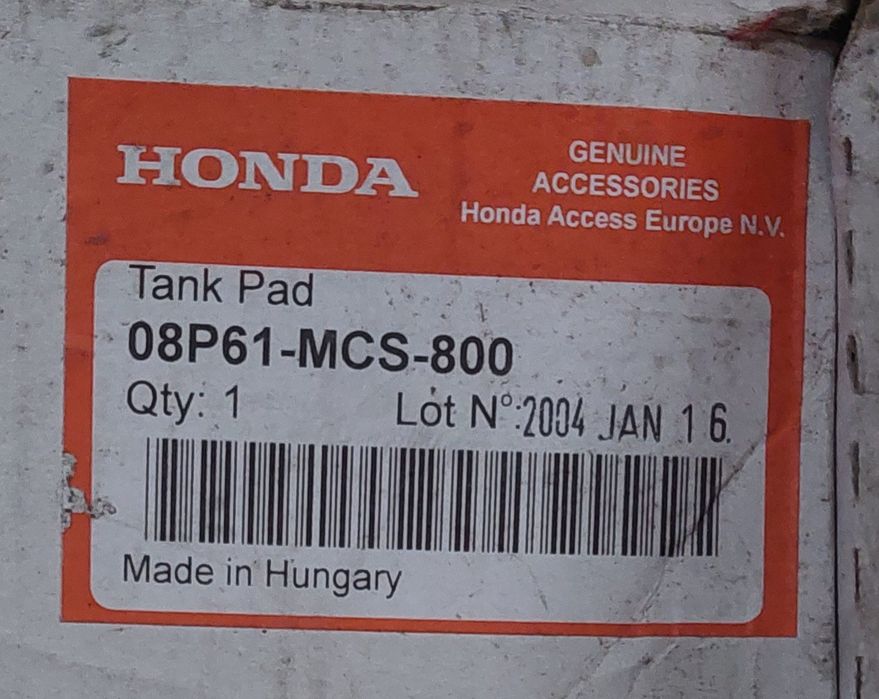 HONDA
GENUINE
ACCESSORIES
Honda Access Europe N.V.
Tank Pad
08P61-MCS-800
Qty: 1 Lot N°:2004 JAN 16.
Made in Hungary